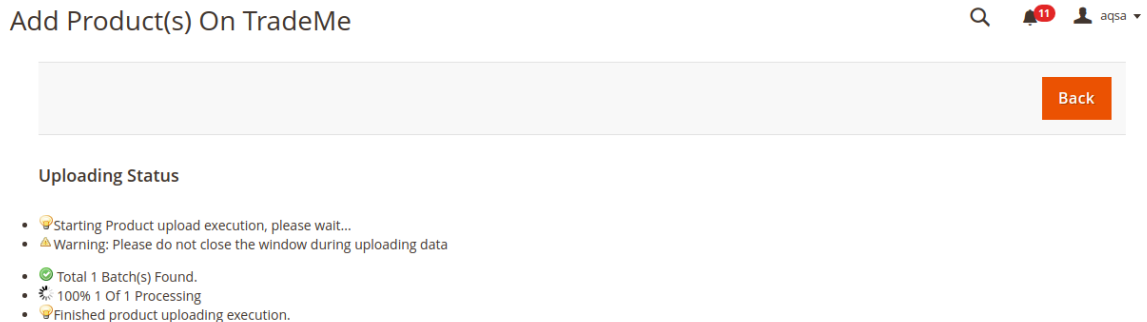 Add Product(s) On TradeMe
11
aqsa
Back
Uploading Status
Starting Product upload execution, please wait...
Warning: Please do not close the window during uploading data
Total 1 Batch(s) Found.
100% 1 Of 1 Processing
Finished product uploading execution.